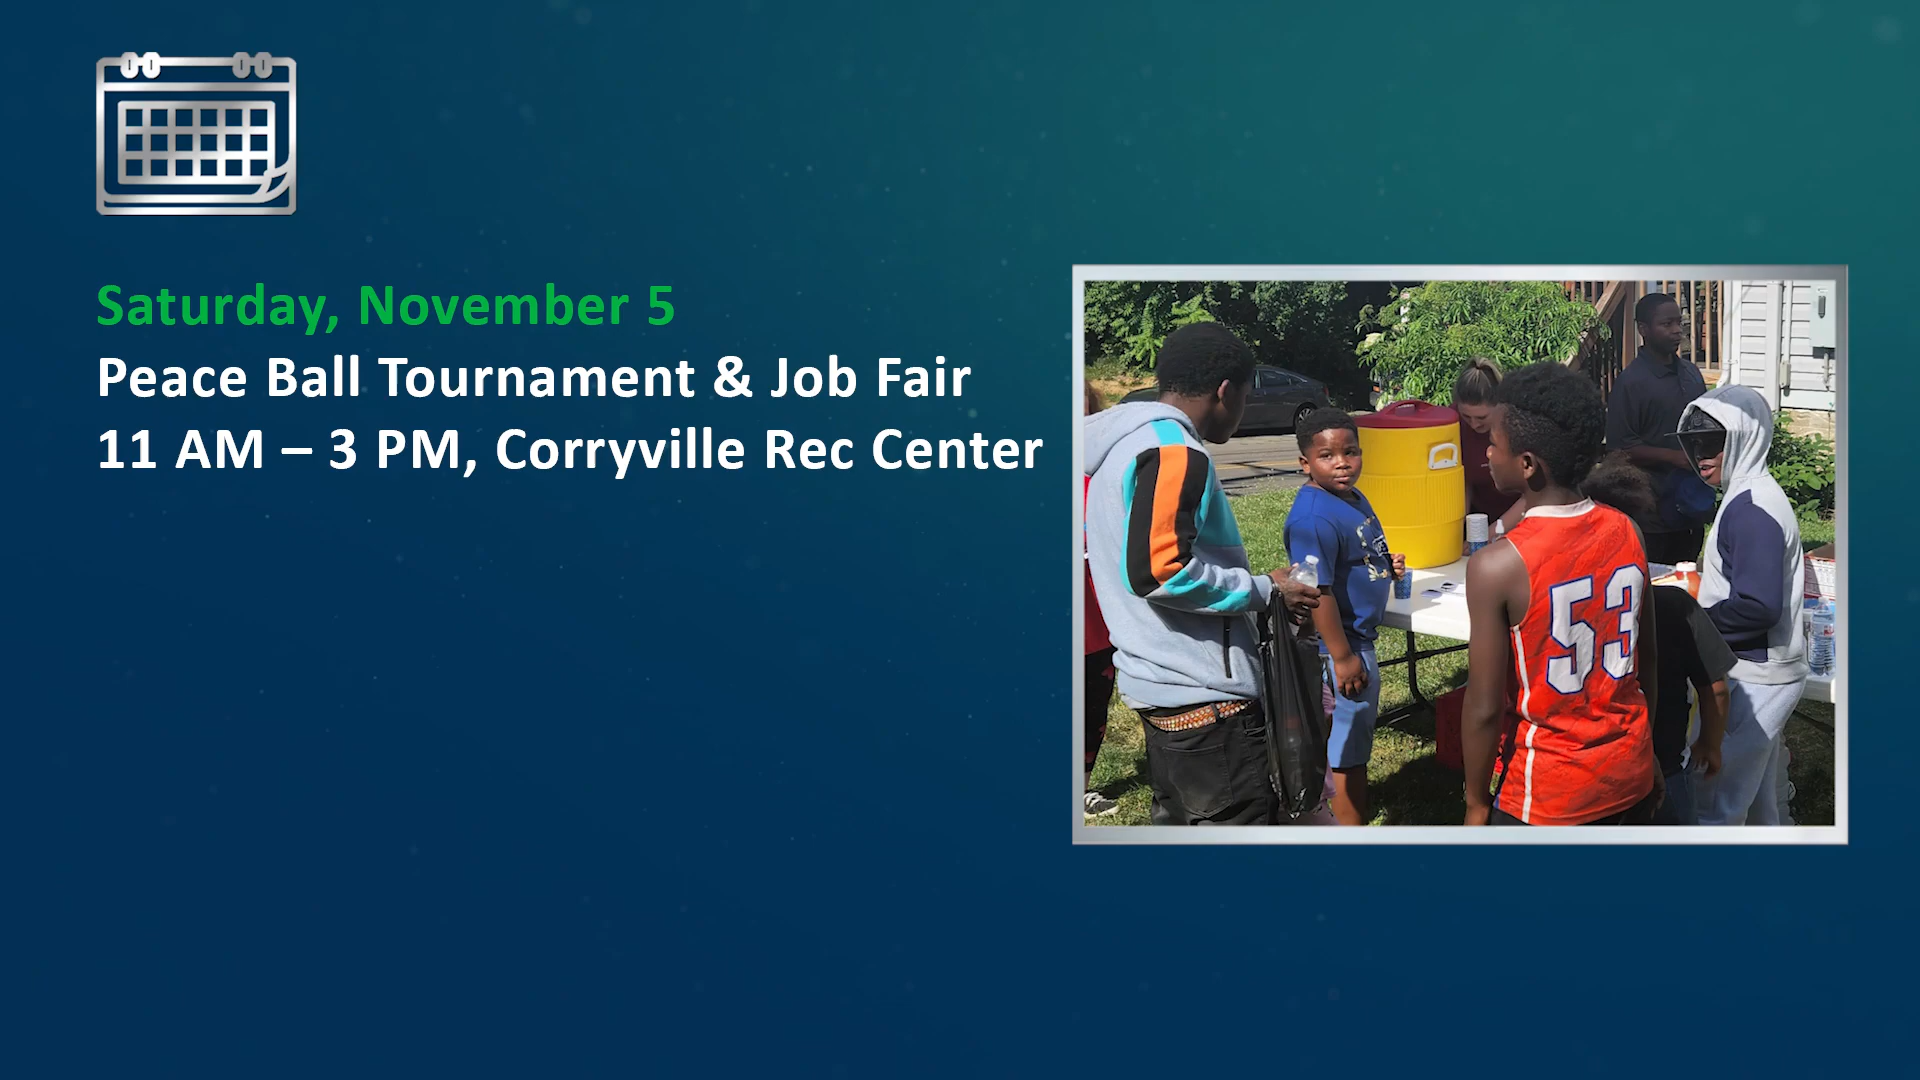 Saturday, November 5
Peace Ball Tournament & Job Fair
11 AM – 3 PM, Corryville Rec Center
53